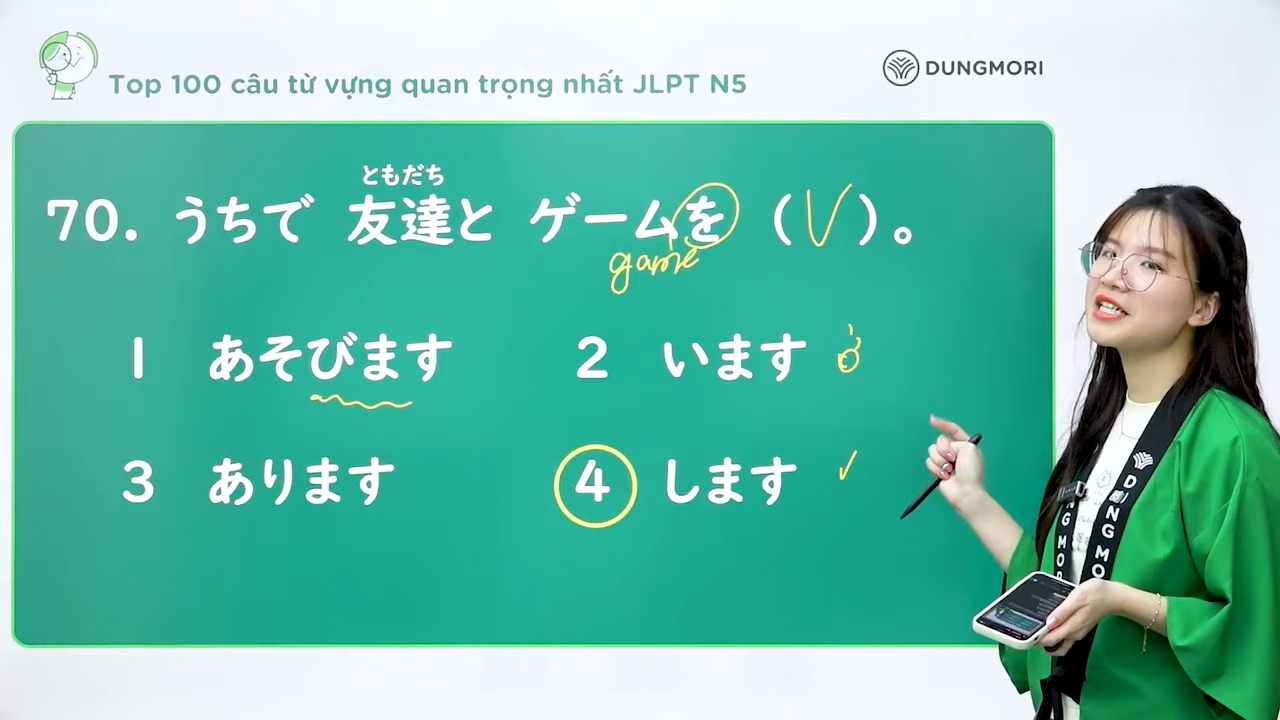 Top 100 câu từ vựng quan trọng nhất JLPT N5
DUNGMORI
ともだち
70. うちで 友達と ゲームを ( V )。
game
1 あそびます
2 います ở
3 あります
4 します ✓